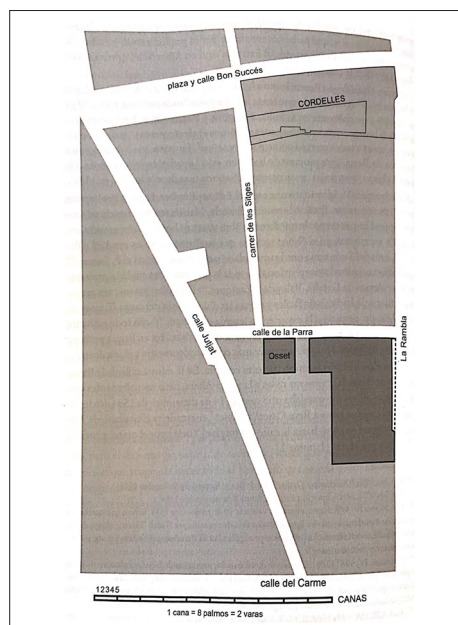 plaza y calle Bon Succés
CORDELLES
carrer de les Sitges
calle de la Parra
La Rambla
calle Jutjat
Osset
calle del Carme
12345
CANAS
1 cana = 8 palmos = 2 varas